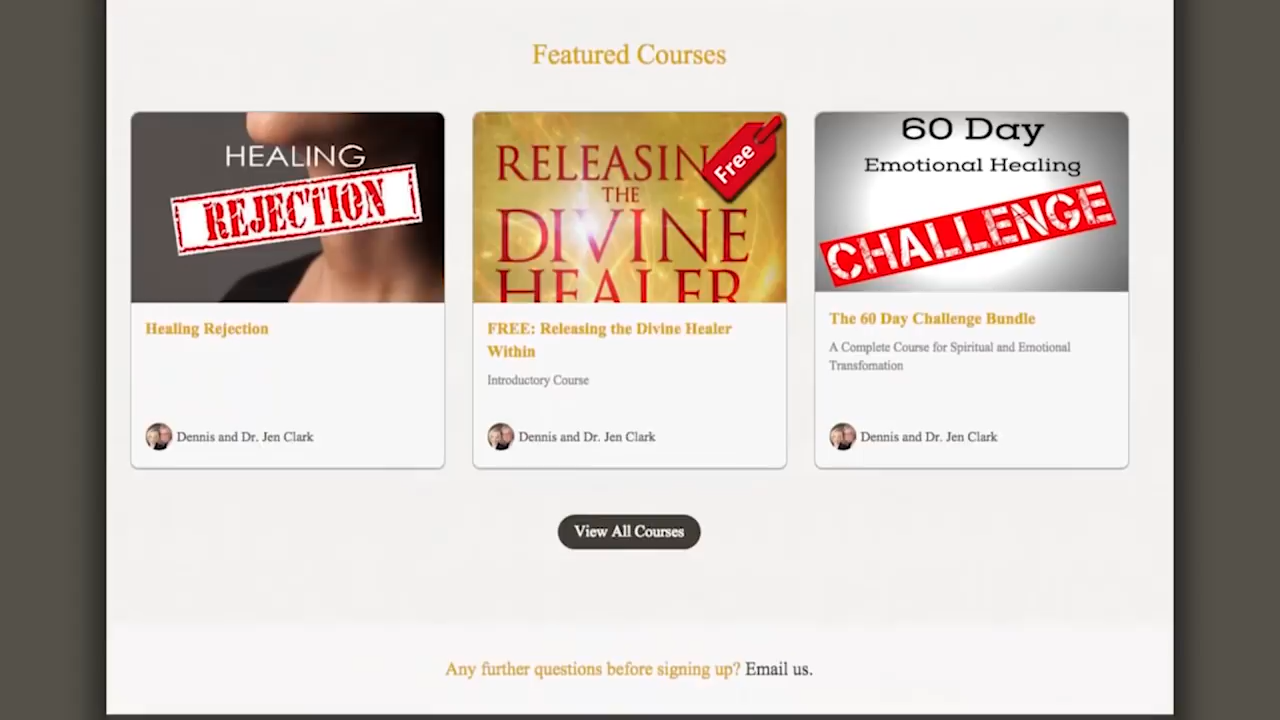 Featured Courses
HEALING
REJECTION
Healing Rejection
Dennis and Dr. Jen Clark
RELEASIN
Free
THE
DIVINE
HEALER
FREE: Releasing the Divine Healer
Within
Introductory Course
Dennis and Dr. Jen Clark
60 Day
Emotional Healing
CHALLENGE
The 60 Day Challenge Bundle
A Complete Course for Spiritual and Emotional
Transfomation
Dennis and Dr. Jen Clark
View All Courses
Any further questions before signing up? Email us.